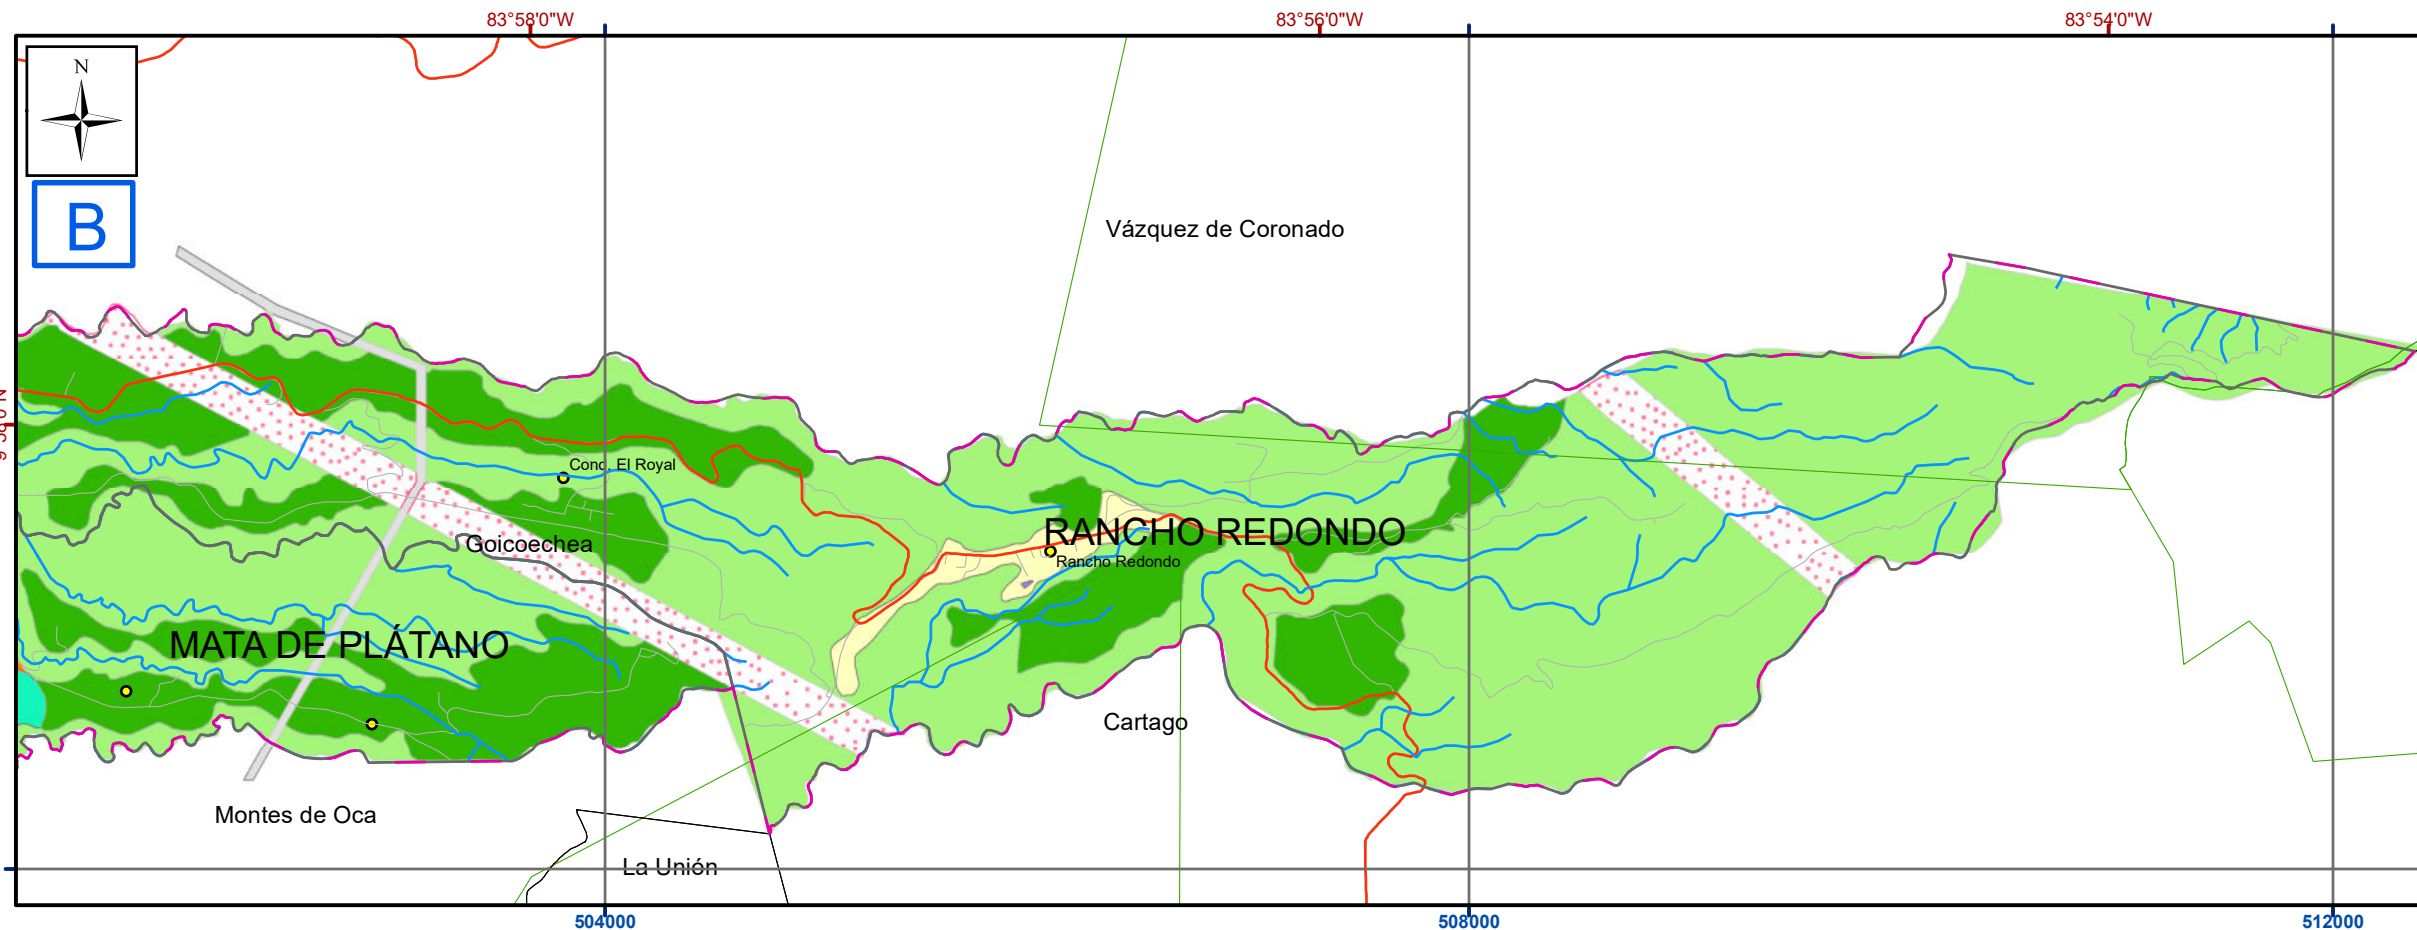 83°58'0"W
83°56'0"W
83°54'0"W
N
B
Vázquez de Coronado
Cond. El Royal
RANCHO REDONDO
Goicoechea
Rancho Redondo
MATA DE PLÁTANO
Cartago
Montes de Oca
La Unión
504000
508000
512000